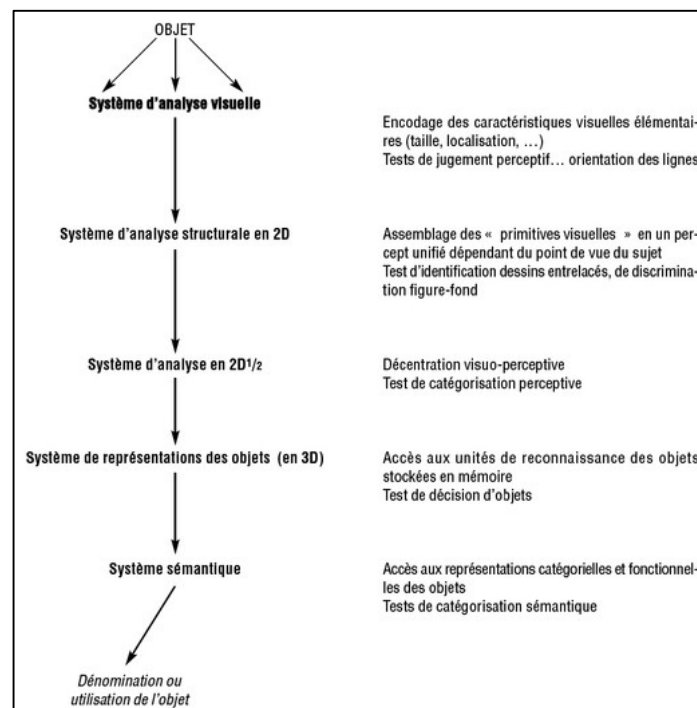 OBJET
Système d'analyse visuelle
Encodage des caractéristiques visuelles élémentai-
res (taille, localisation, ...)
Tests de jugement perceptif... orientation des lignes
Système d'analyse structurale en 2D
Assemblage des « primitives visuelles » en un per-
cept unifié dépendant du point de vue du sujet
Test d'identification dessins entrelacés, de discrimina-
tion figure-fond
Système d'analyse en 2D1/2
Décentration visuo-perceptive
Test de catégorisation perceptive
Système de représentations des objets (en 3D)
Accès aux unités de reconnaissance des objets
stockées en mémoire
Test de décision d'objets
Système sémantique
Accès aux représentations catégorielles et fonctionnel-
les des objets
Tests de catégorisation sémantique
Dénomination ou
utilisation de l'objet